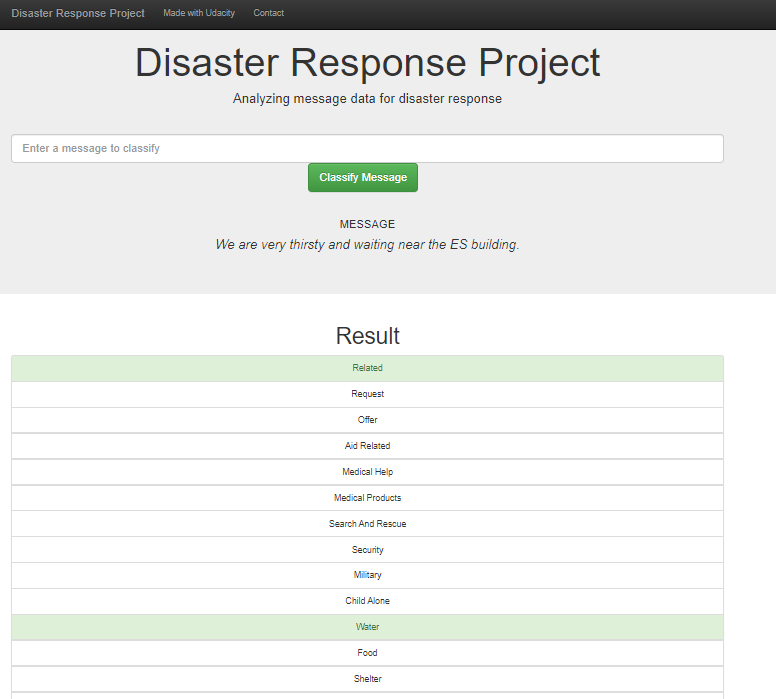 Disaster Response Project Made with Udacity Contact
Disaster Response Project
Analyzing message data for disaster response
Enter a message to classify
Classify Message
MESSAGE
We are very thirsty and waiting near the ES building.
Result
Related
Request
Offer
Aid Related
Medical Help
Medical Products
Search And Rescue
Security
Military
Child Alone
Water
Food
Shelter